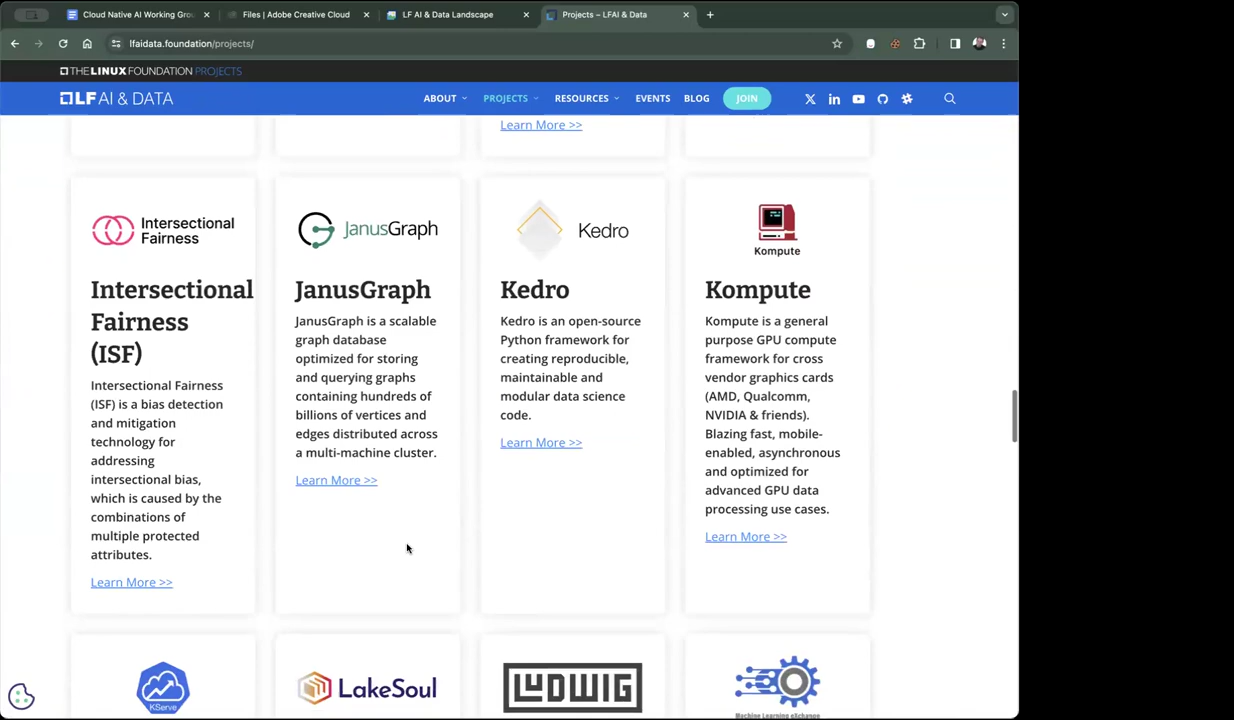 Cloud Native AI Working Grou
Files | Adobe Creative Cloud
LF AI & Data Landscape
Projects – LFAI & Data
lfaidata.foundation/projects/
THE LINUX FOUNDATION PROJECTS
LF AI & DATA
ABOUT
PROJECTS
RESOURCES
EVENTS
BLOG
JOIN
Learn More >>
Intersectional
Fairness
Intersectional
Fairness
(ISF)
Intersectional Fairness
(ISF) is a bias detection
and mitigation
technology for
addressing
intersectional bias,
which is caused by the
combinations of
multiple protected
attributes.
Learn More >>
JanusGraph
JanusGraph
JanusGraph is a scalable
graph database
optimized for storing
and querying graphs
containing hundreds of
billions of vertices and
edges distributed across
a multi-machine cluster.
Learn More >>
Kedro
Kedro
Kedro is an open-source
Python framework for
creating reproducible,
maintainable and
modular data science
code.
Learn More >>
Kompute
Kompute
Kompute is a general
purpose GPU compute
framework for cross
vendor graphics cards
(AMD, Qualcomm,
NVIDIA & friends).
Blazing fast, mobile-
enabled, asynchronous
and optimized for
advanced GPU data
processing use cases.
Learn More >>
KServe
LakeSoul
LUDWIG
Machine Learning eXchange